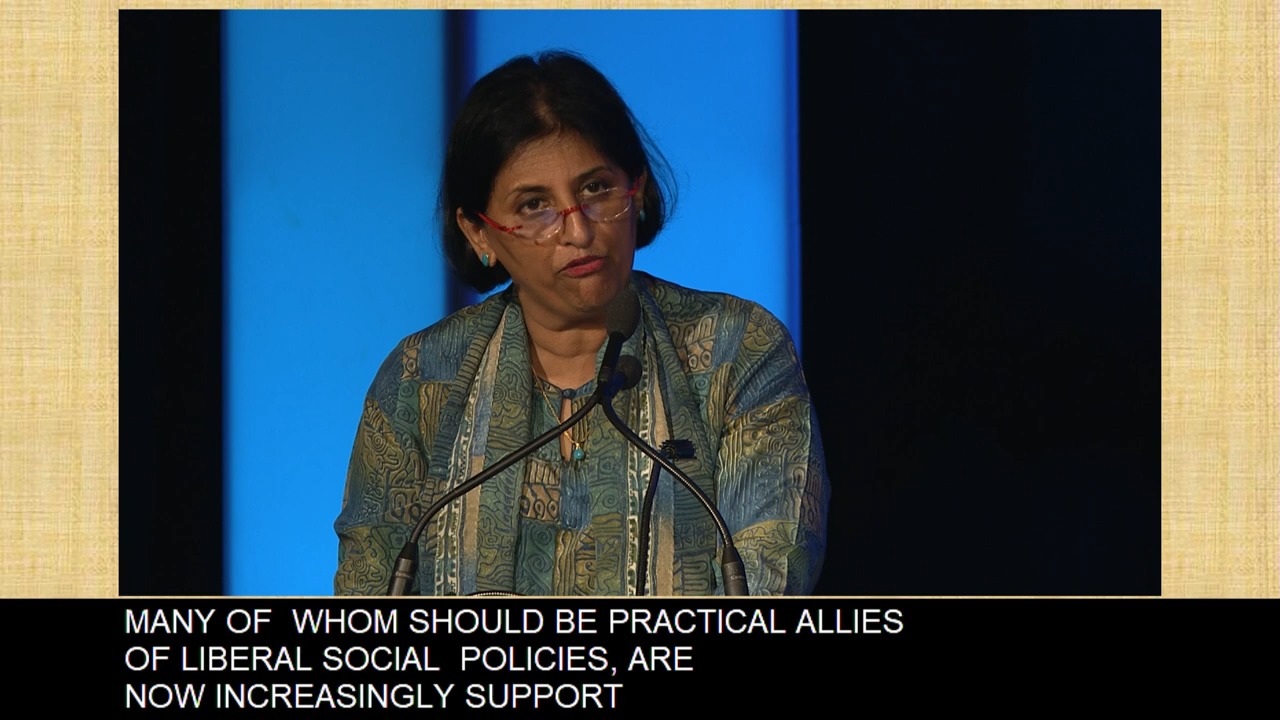 MANY OF  WHOM SHOULD BE PRACTICAL ALLIES
OF LIBERAL SOCIAL  POLICIES, ARE
NOW INCREASINGLY SUPPORT